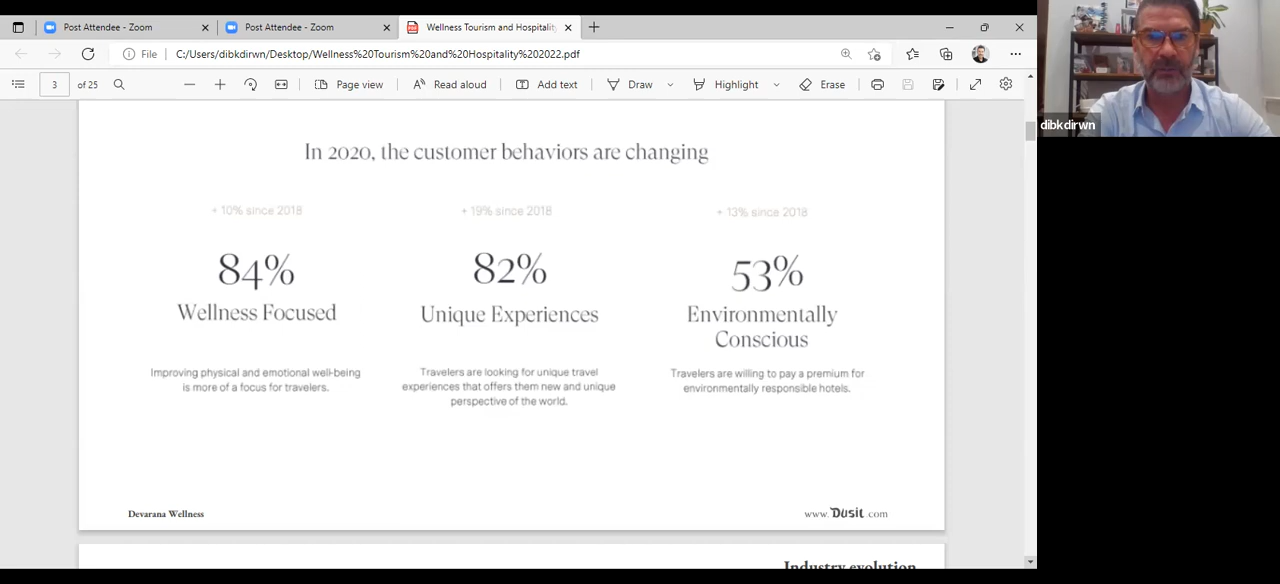 Post Attendee - Zoom
Post Attendee - Zoom
Wellness Tourism and Hospitality
File
C:/Users/dibkdirwn/Desktop/Wellness%20Tourism%20and%20Hospitality%202022.pdf
3 of 25
Page view
Read aloud
Add text
Draw
Highlight
Erase
dibkdirwn
In 2020, the customer behaviors are changing
+ 10% since 2018
84%
Wellness Focused
Improving physical and emotional well-being
is more of a focus for travelers.
+ 19% since 2018
82%
Unique Experiences
Travelers are looking for unique travel
experiences that offers them new and unique
perspective of the world.
+ 13% since 2018
53%
Environmentally
Conscious
Travelers are willing to pay a premium for
environmentally responsible hotels.
Devarana Wellness
www.Dusit.com
Industry evolution